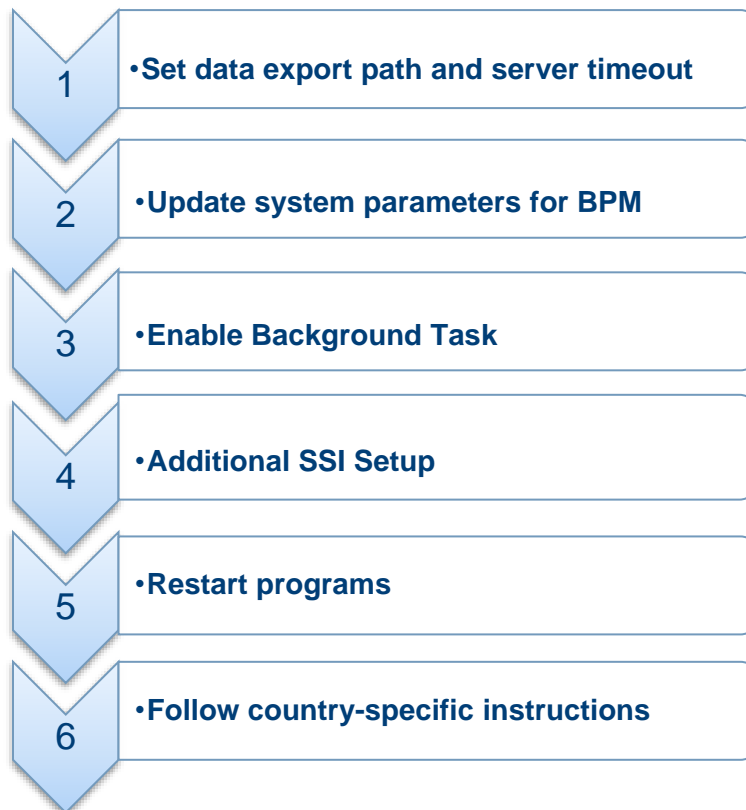 1
•Set data export path and server timeout
2
•Update system parameters for BPM
3
•Enable Background Task
4
•Additional SSI Setup
5
•Restart programs
6
•Follow country-specific instructions